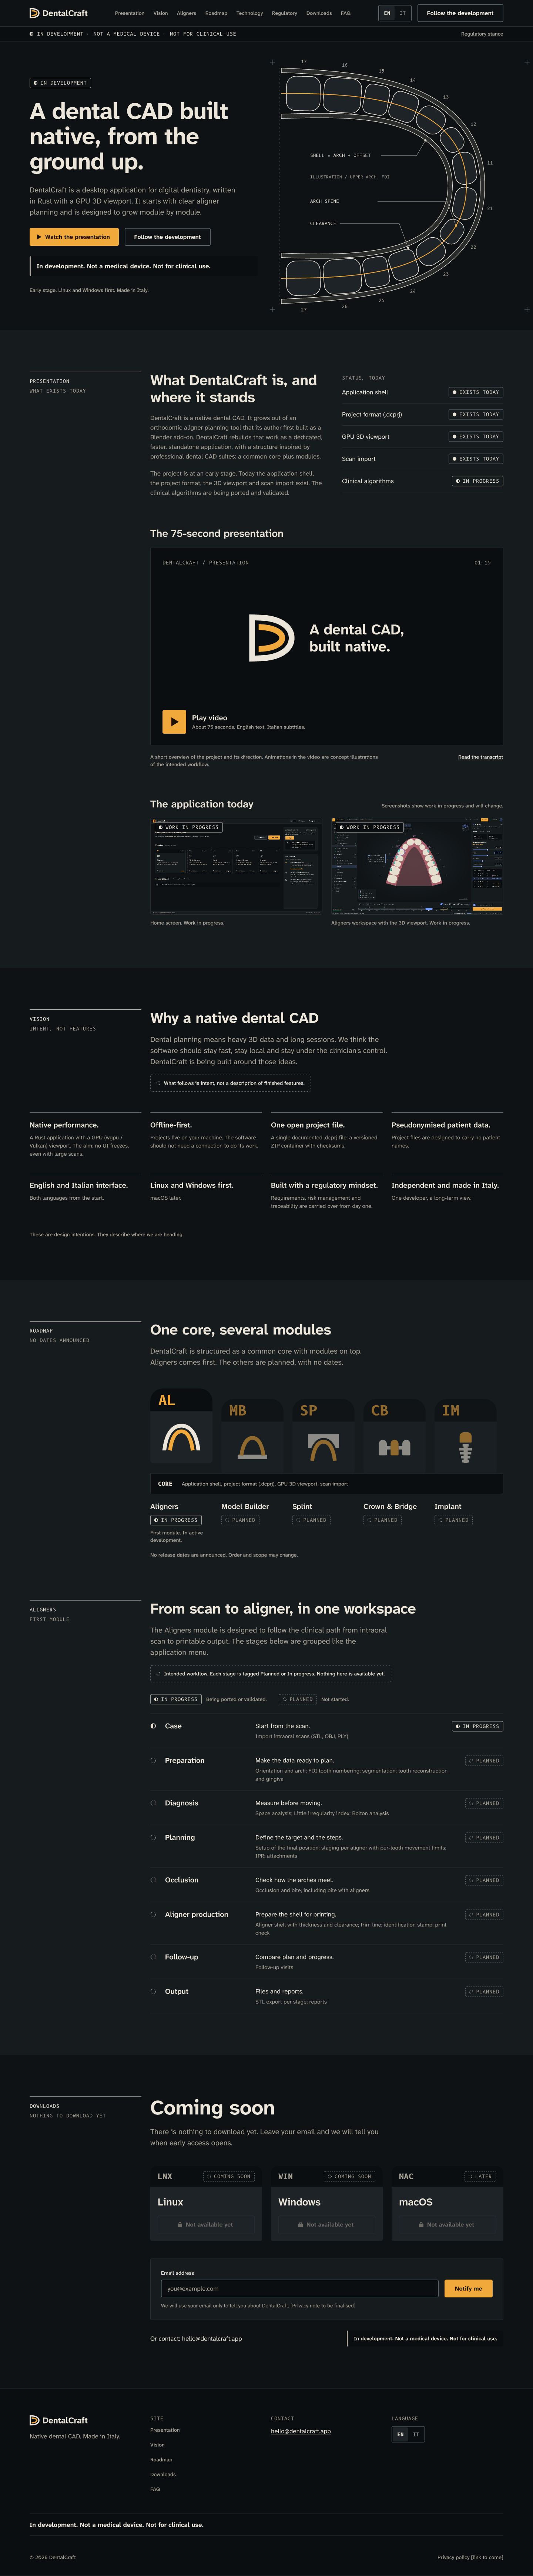 DentalCraft
Presentation Vision Aligners Roadmap Technology Regulatory Downloads FAQ
EN IT
Follow the development
IN DEVELOPMENT · NOT A MEDICAL DEVICE · NOT FOR CLINICAL USE
Regulatory stance
IN DEVELOPMENT
A dental CAD built
native, from the
ground up.
DentalCraft is a desktop application for digital dentistry, written
in Rust with a GPU 3D viewport. It starts with clear aligner
planning and is designed to grow module by module.
Watch the presentation
Follow the development
In development. Not a medical device. Not for clinical use.
Early stage. Linux and Windows first. Made in Italy.
17
16
15
14
13
12
11
21
22
23
24
25
26
27
SHELL = ARCH + OFFSET
ILLUSTRATION / UPPER ARCH, FDI
ARCH SPINE
CLEARANCE
PRESENTATION
WHAT EXISTS TODAY
What DentalCraft is, and
where it stands
DentalCraft is a native dental CAD. It grows out of an
orthodontic aligner planning tool that its author first built as a
Blender add-on. DentalCraft rebuilds that work as a dedicated,
faster, standalone application, with a structure inspired by
professional dental CAD suites: a common core plus modules.
The project is at an early stage. Today the application shell,
the project format, the 3D viewport and scan import exist. The
clinical algorithms are being ported and validated.
STATUS, TODAY
Application shell EXISTS TODAY
Project format (.dcprj) EXISTS TODAY
GPU 3D viewport EXISTS TODAY
Scan import EXISTS TODAY
Clinical algorithms IN PROGRESS
The 75-second presentation
DENTALCRAFT / PRESENTATION
01:15
A dental CAD,
built native.
Play video
About 75 seconds. English text, Italian subtitles.
A short overview of the project and its direction. Animations in the video are concept illustrations
of the intended workflow.
Read the transcript
The application today
Screenshots show work in progress and will change.
WORK IN PROGRESS
WORK IN PROGRESS
Home screen. Work in progress.
Aligners workspace with the 3D viewport. Work in progress.
VISION
INTENT, NOT FEATURES
Why a native dental CAD
Dental planning means heavy 3D data and long sessions. We think the
software should stay fast, stay local and stay under the clinician's control.
DentalCraft is being built around those ideas.
What follows is intent, not a description of finished features.
Native performance.
A Rust application with a GPU (wgpu /
Vulkan) viewport. The aim: no UI freezes,
even with large scans.
Offline-first.
Projects live on your machine. The software
should not need a connection to do its work.
One open project file.
A single documented .dcprj file: a versioned
ZIP container with checksums.
Pseudonymised patient data.
Project files are designed to carry no patient
names.
English and Italian interface.
Both languages from the start.
Linux and Windows first.
macOS later.
Built with a regulatory mindset.
Requirements, risk management and
traceability are carried over from day one.
Independent and made in Italy.
One developer, a long-term view.
These are design intentions. They describe where we are heading.
ROADMAP
NO DATES ANNOUNCED
One core, several modules
DentalCraft is structured as a common core with modules on top.
Aligners comes first. The others are planned, with no dates.
AL
MB
SP
CB
IM
CORE Application shell, project format (.dcprj), GPU 3D viewport, scan import
Aligners
IN PROGRESS
First module. In active
development.
Model Builder
PLANNED
Splint
PLANNED
Crown & Bridge
PLANNED
Implant
PLANNED
No release dates are announced. Order and scope may change.
ALIGNERS
FIRST MODULE
From scan to aligner, in one workspace
The Aligners module is designed to follow the clinical path from intraoral
scan to printable output. The stages below are grouped like the
application menu.
Intended workflow. Each stage is tagged Planned or In progress. Nothing here is available yet.
IN PROGRESS Being ported or validated. PLANNED Not started.
Case
Start from the scan.
Import intraoral scans (STL, OBJ, PLY)
IN PROGRESS
Preparation
Make the data ready to plan.
Orientation and arch; FDI tooth numbering; segmentation; tooth reconstruction
and gingiva
PLANNED
Diagnosis
Measure before moving.
Space analysis; Little Irregularity Index; Bolton analysis
PLANNED
Planning
Define the target and the steps.
Setup of the final position; staging per aligner with per-tooth movement limits;
IPR; attachments
PLANNED
Occlusion
Check how the arches meet.
Occlusion and bite, including bite with aligners
PLANNED
Aligner production
Prepare the shell for printing.
Aligner shell with thickness and clearance; trim line; identification stamp; print
check
PLANNED
Follow-up
Compare plan and progress.
Follow-up visits
PLANNED
Output
Files and reports.
STL export per stage; reports
PLANNED
DOWNLOADS
NOTHING TO DOWNLOAD YET
Coming soon
There is nothing to download yet. Leave your email and we will tell you
when early access opens.
LNX COMING SOON
Linux
Not available yet
WIN COMING SOON
Windows
Not available yet
MAC LATER
macOS
Not available yet
Email address
you@example.com
Notify me
We will use your email only to tell you about DentalCraft. [Privacy note to be finalised]
Or contact: hello@dentalcraft.app
In development. Not a medical device. Not for clinical use.
DentalCraft
Native dental CAD. Made in Italy.
SITE
Presentation
Vision
Roadmap
Downloads
FAQ
CONTACT
hello@dentalcraft.app
LANGUAGE
EN IT
In development. Not a medical device. Not for clinical use.
© 2026 DentalCraft
Privacy policy [link to come]